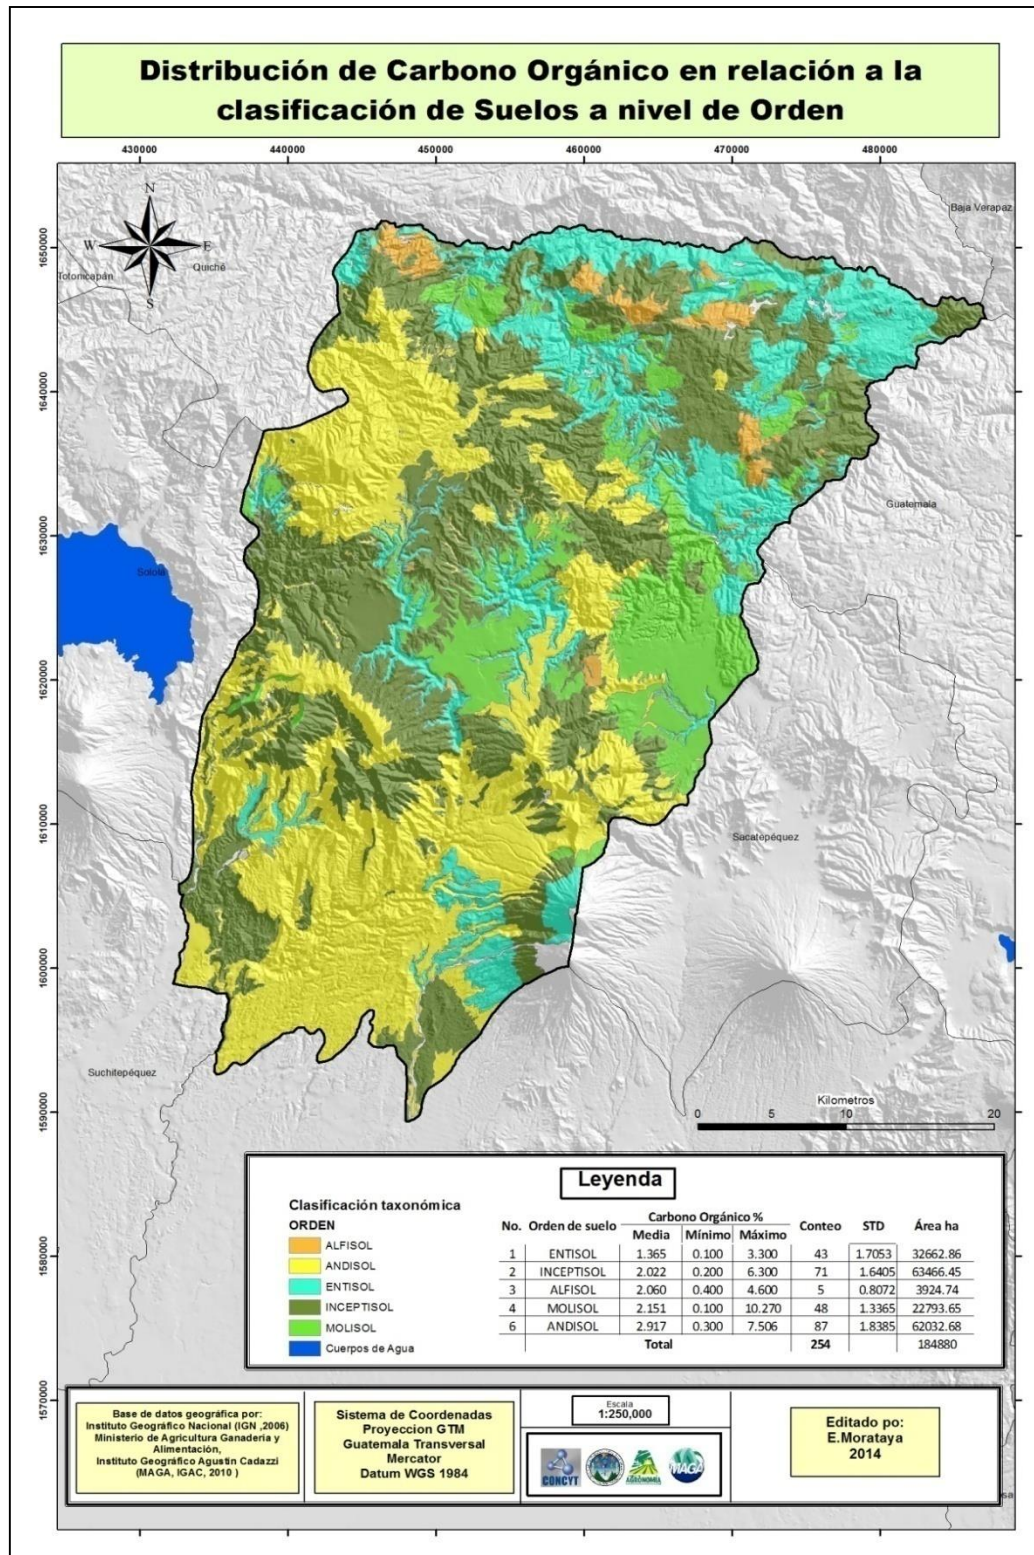 Distribución de Carbono Orgánico en relación a la
clasificación de Suelos a nivel de Orden
430000 440000 450000 460000 470000 480000
1650000
1640000
1630000
1620000
1610000
1600000
1590000
1580000
1570000
N
W E
S
Totonicapán
Quiché
Baja Verapaz
Guatemala
Sololá
Sacatepéquez
Suchitepéquez
Kilometros
0 5 10 20
Leyenda
Clasificación taxonómica
ORDEN
ALFISOL
ANDISOL
ENTISOL
INCEPTISOL
MOLISOL
Cuerpos de Agua
No. Orden de suelo Carbono Orgánico % Conteo STD Área ha
Media Mínimo Máximo
1 ENTISOL 1.365 0.100 3.300 43 1.7053 32662.86
2 INCEPTISOL 2.022 0.200 6.300 71 1.6405 63466.45
3 ALFISOL 2.060 0.400 4.600 5 0.8072 3924.74
4 MOLISOL 2.151 0.100 10.270 48 1.3365 22793.65
6 ANDISOL 2.917 0.300 7.506 87 1.8385 62032.68
Total 254 184880
Base de datos geográfica por:
Instituto Geográfico Nacional (IGN ,2006)
Ministerio de Agricultura Ganaderia y
Alimentación,
Instituto Geográfico Agustin Cadazzi
(MAGA, IGAC, 2010 )
Sistema de Coordenadas
Proyeccion GTM
Guatemala Transversal
Mercator
Datum WGS 1984
Escala
1:250,000
CONCYT
AGRONOMIA
MAGA
Editado po:
E.Morataya
2014